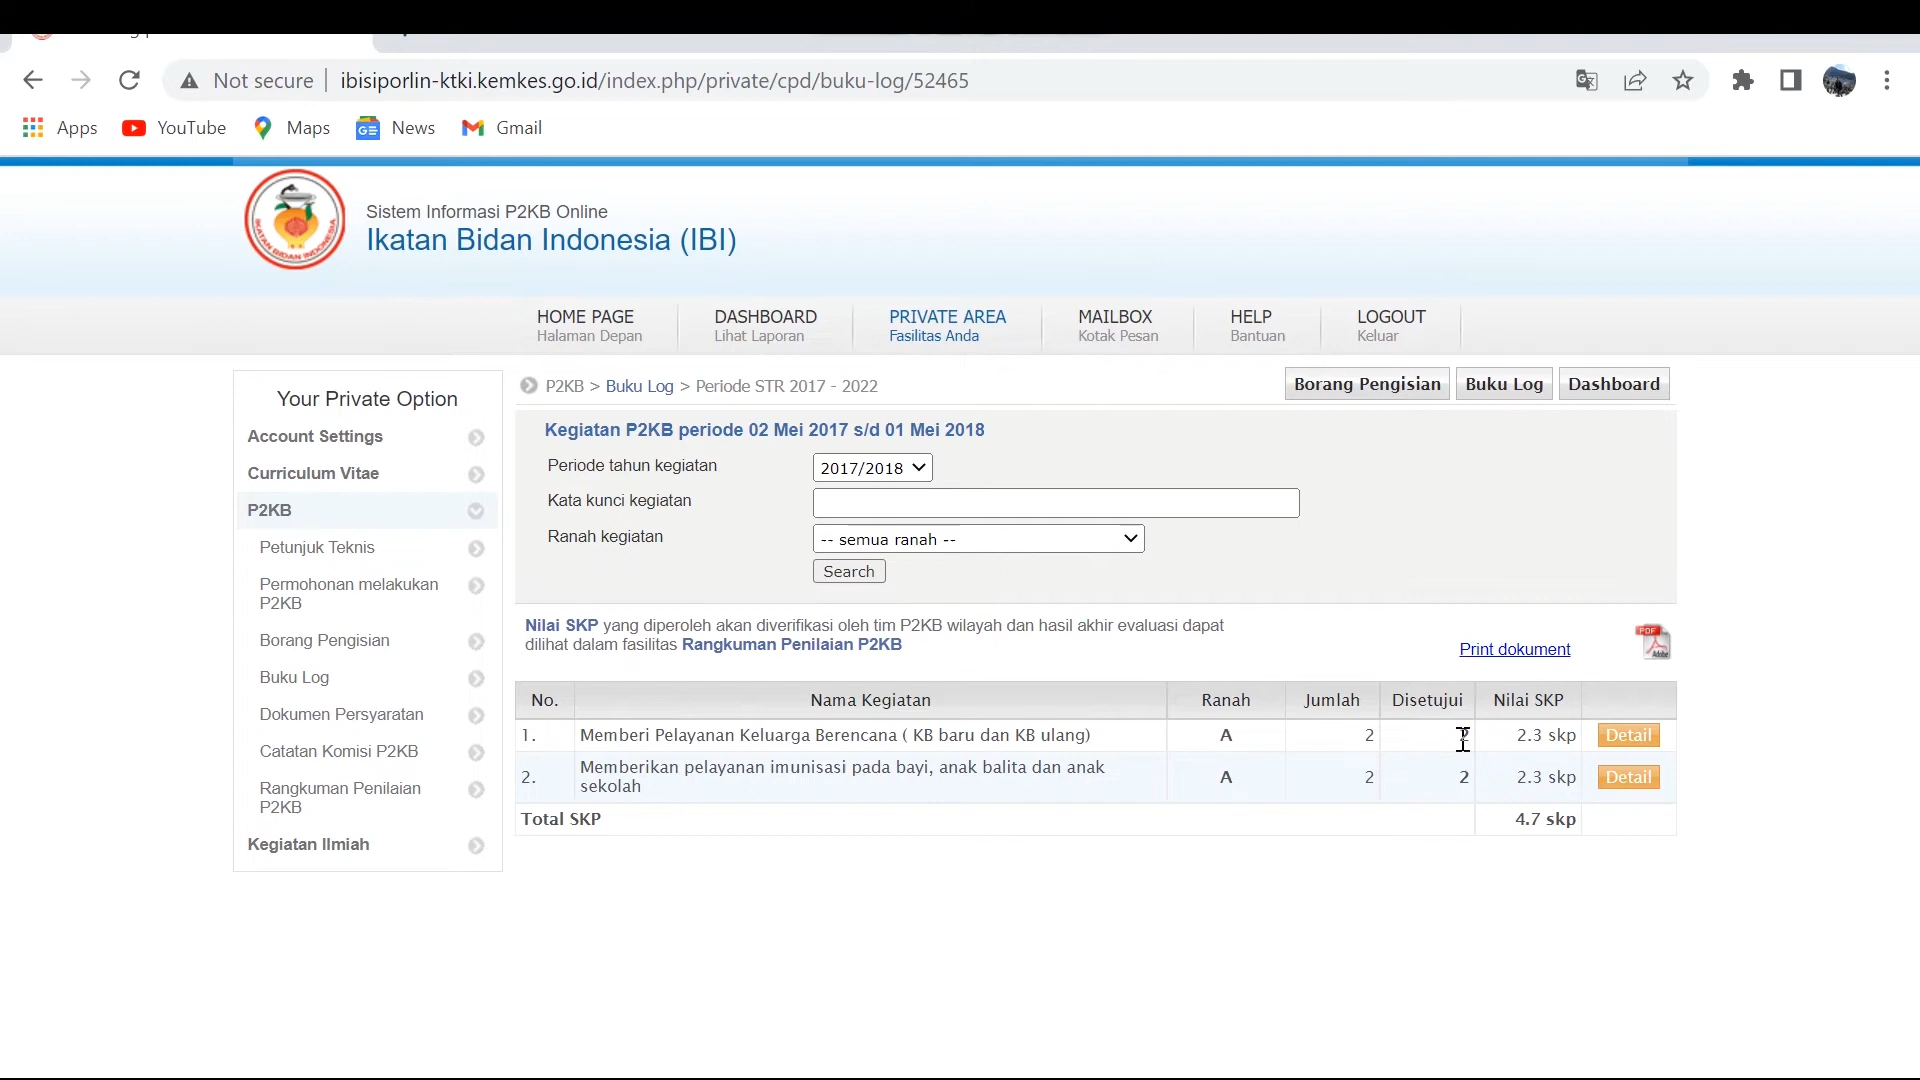 Not secure
ibisiporlin-ktki.kemkes.go.id/index.php/private/cpd/buku-log/52465
Apps YouTube Maps News Gmail
IKATAN BIDAN INDONESIA
Sistem Informasi P2KB Online
Ikatan Bidan Indonesia (IBI)
HOME PAGE DASHBOARD PRIVATE AREA MAILBOX HELP LOGOUT
Halaman Depan Lihat Laporan Fasilitas Anda Kotak Pesan Bantuan Keluar
Your Private Option
Account Settings
Curriculum Vitae
P2KB
Petunjuk Teknis
Permohonan melakukan
P2KB
Borang Pengisian
Buku Log
Dokumen Persyaratan
Catatan Komisi P2KB
Rangkuman Penilaian
P2KB
Kegiatan Ilmiah
P2KB > Buku Log > Periode STR 2017 - 2022
Borang Pengisian Buku Log Dashboard
Kegiatan P2KB periode 02 Mei 2017 s/d 01 Mei 2018
Periode tahun kegiatan 2017/2018
Kata kunci kegiatan
Ranah kegiatan -- semua ranah --
Search
Nilai SKP yang diperoleh akan diverifikasi oleh tim P2KB wilayah dan hasil akhir evaluasi dapat
dilihat dalam fasilitas Rangkuman Penilaian P2KB
Print dokument
PDF
Adobe
No. Nama Kegiatan Ranah Jumlah Disetujui Nilai SKP
1. Memberi Pelayanan Keluarga Berencana ( KB baru dan KB ulang) A 2 2.3 skp Detail
2. Memberikan pelayanan imunisasi pada bayi, anak balita dan anak
sekolah A 2 2 2.3 skp Detail
Total SKP 4.7 skp